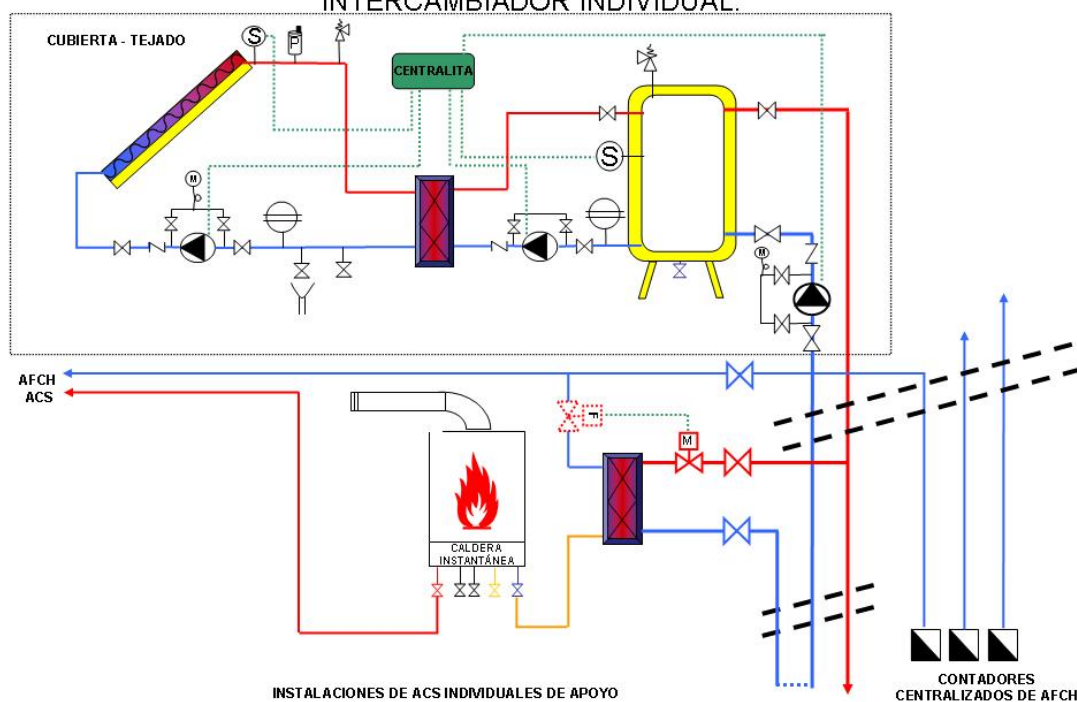 INTERCAMBIADOR INDIVIDUAL.
CUBIERTA - TEJADO
S
P
CENTRALITA
S
M
M
AFCH
ACS
F
M
CALDERA
INSTANTÁNEA
INSTALACIONES DE ACS INDIVIDUALES DE APOYO
CONTADORES
CENTRALIZADOS DE AFCH